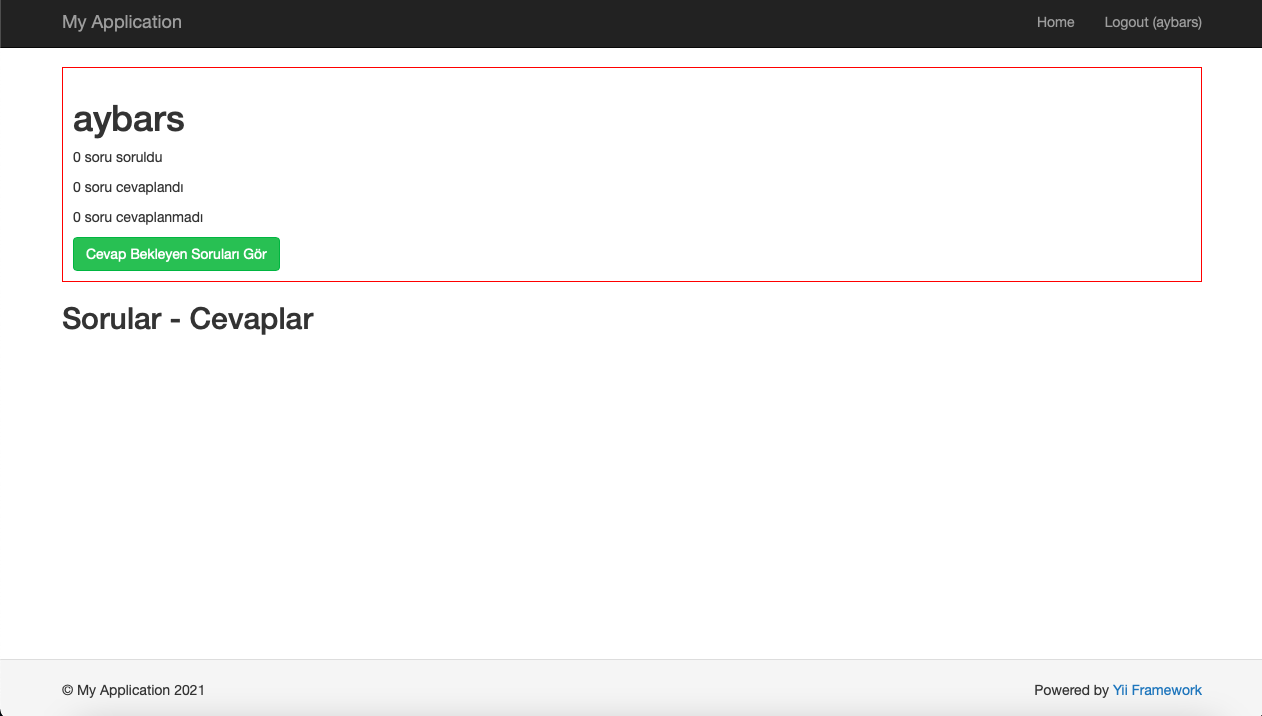 My Application
Home
Logout (aybars)
aybars
0 soru soruldu
0 soru cevaplandı
0 soru cevaplanmadı
Cevap Bekleyen Soruları Gör
Sorular - Cevaplar
© My Application 2021
Powered by Yii Framework